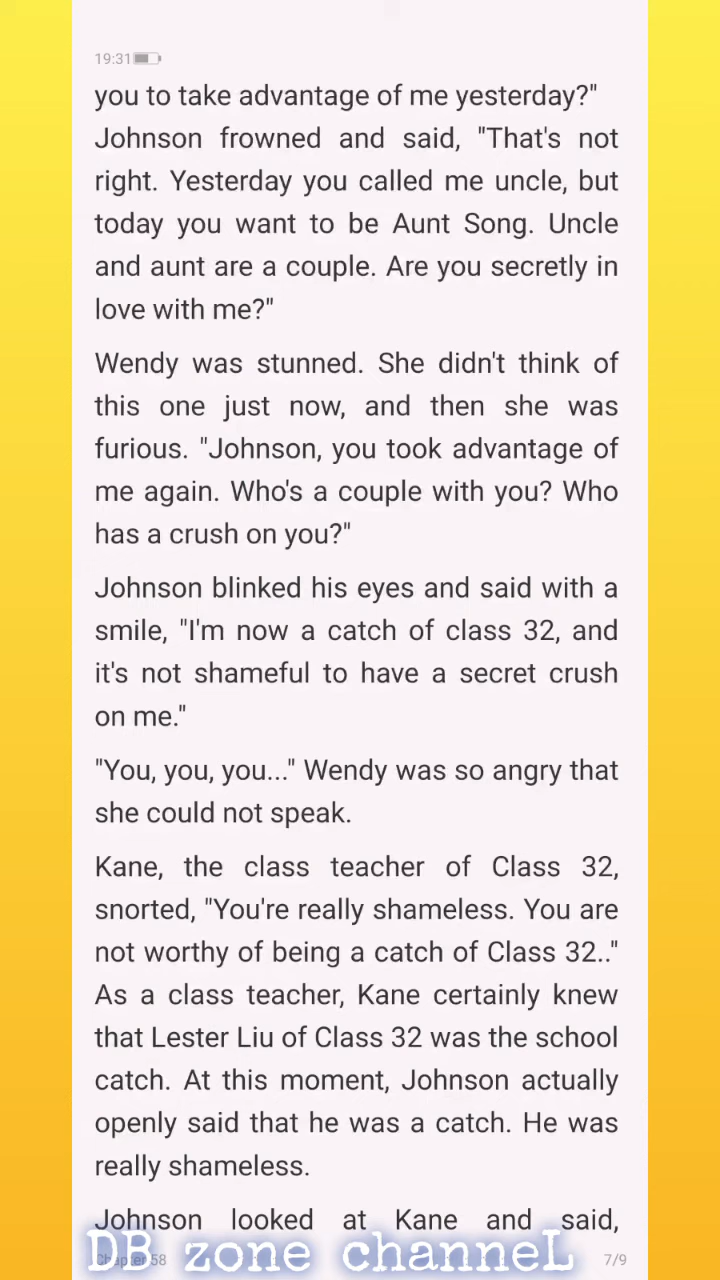 19:31
you to take advantage of me yesterday?"
Johnson frowned and said, "That's not
right. Yesterday you called me uncle, but
today you want to be Aunt Song. Uncle
and aunt are a couple. Are you secretly in
love with me?"
Wendy was stunned. She didn't think of
this one just now, and then she was
furious. "Johnson, you took advantage of
me again. Who's a couple with you? Who
has a crush on you?"
Johnson blinked his eyes and said with a
smile, "I'm now a catch of class 32, and
it's not shameful to have a secret crush
on me."
"You, you, you..." Wendy was so angry that
she could not speak.
Kane, the class teacher of Class 32,
snorted, "You're really shameless. You are
not worthy of being a catch of Class 32.."
As a class teacher, Kane certainly knew
that Lester Liu of Class 32 was the school
catch. At this moment, Johnson actually
openly said that he was a catch. He was
really shameless.
Johnson looked at Kane and said,
DB zone channeL
Chapter 58
7/9